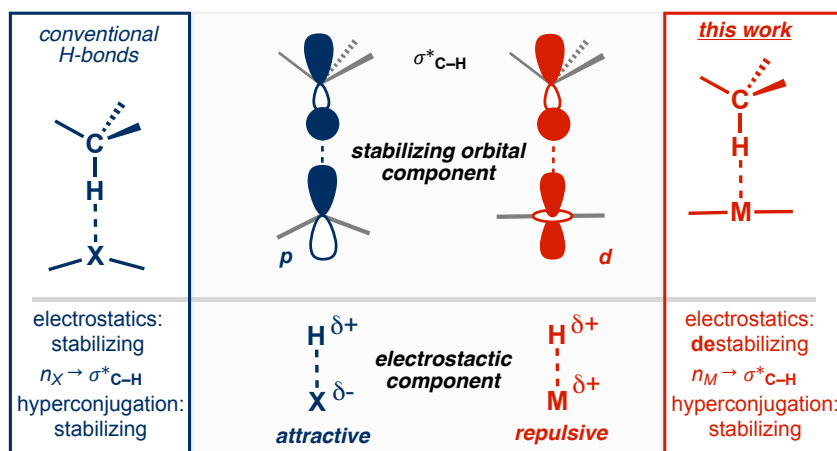 conventional
H-bonds
C
H
X
σ*C–H
stabilizing orbital
component
p
d
this work
C
H
M
electrostatics:
stabilizing
nX → σ*C–H
hyperconjugation:
stabilizing
H δ+
X δ-
attractive
electrostactic
component
H δ+
M δ+
repulsive
electrostatics:
destabilizing
nM → σ*C–H
hyperconjugation:
stabilizing